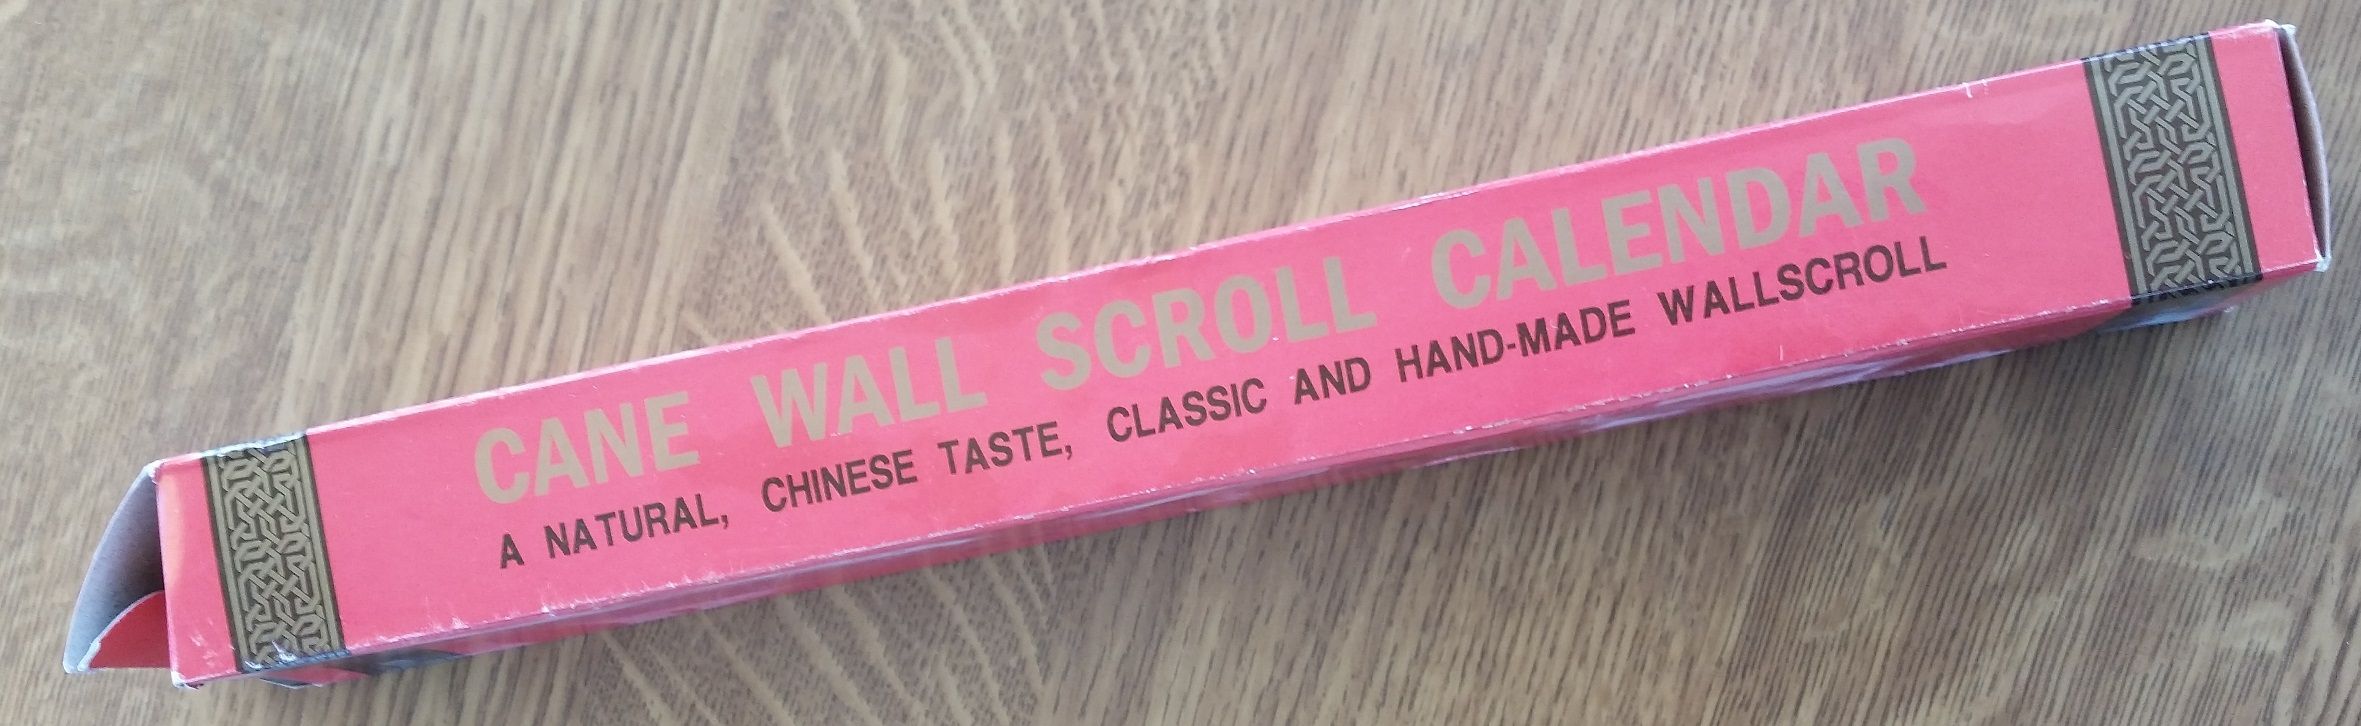 CANE WALL SCROLL CALENDAR
A NATURAL, CHINESE TASTE, CLASSIC AND HAND-MADE WALLSCROLL